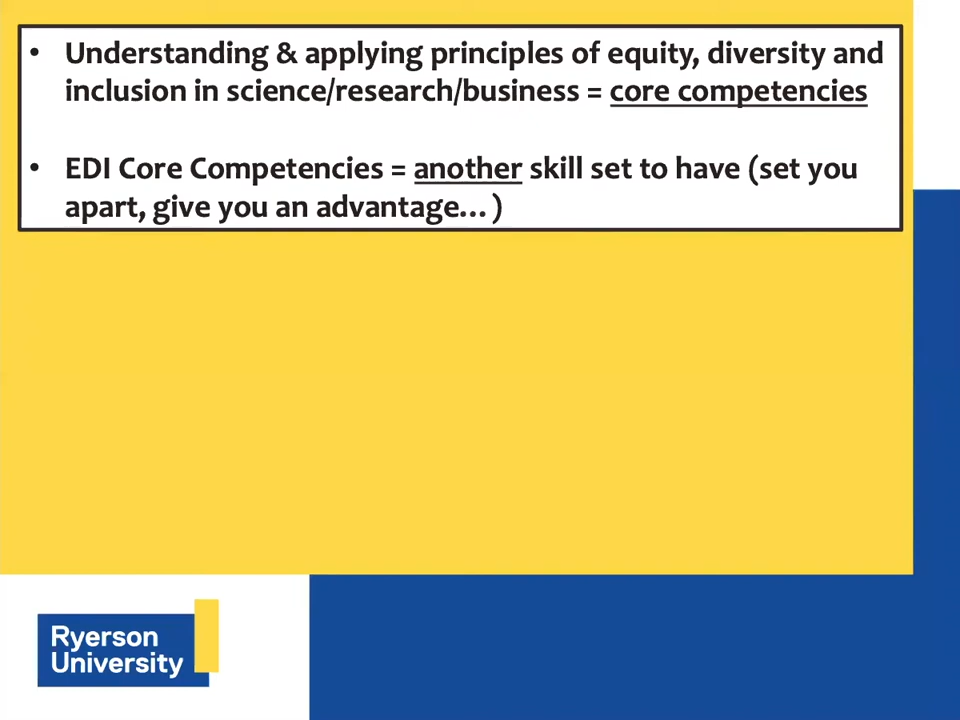 • Understanding & applying principles of equity, diversity and
inclusion in science/research/business = core competencies
• EDI Core Competencies = another skill set to have (set you
apart, give you an advantage...)
Ryerson
University